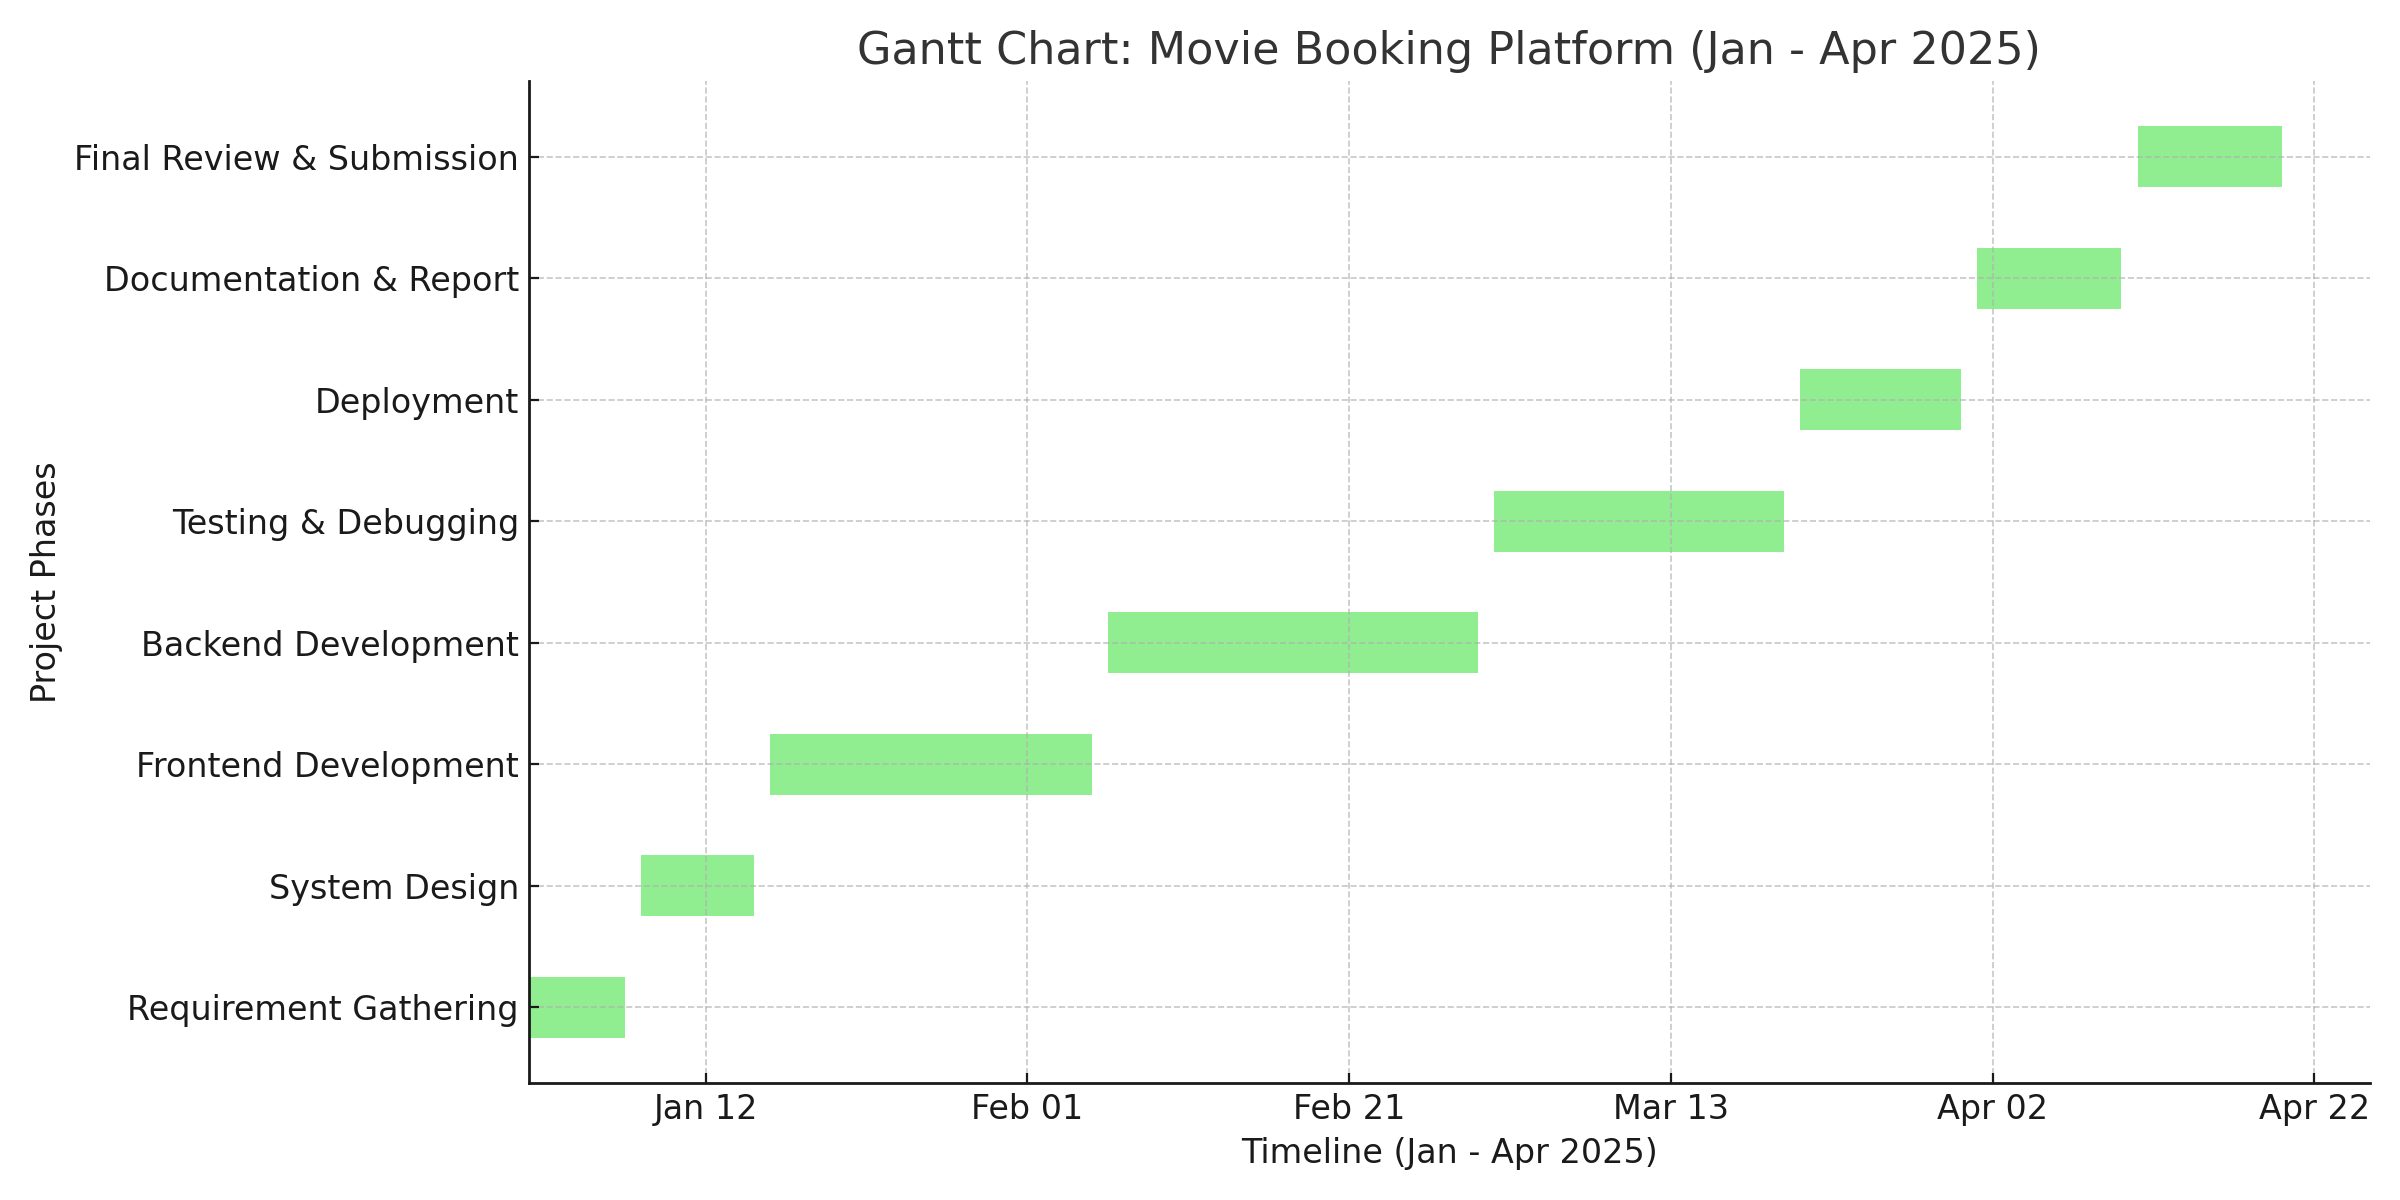 Gantt Chart: Movie Booking Platform (Jan - Apr 2025)
Project Phases
Final Review & Submission
Documentation & Report
Deployment
Testing & Debugging
Backend Development
Frontend Development
System Design
Requirement Gathering
Jan 12 Feb 01 Feb 21 Mar 13 Apr 02 Apr 22
Timeline (Jan - Apr 2025)